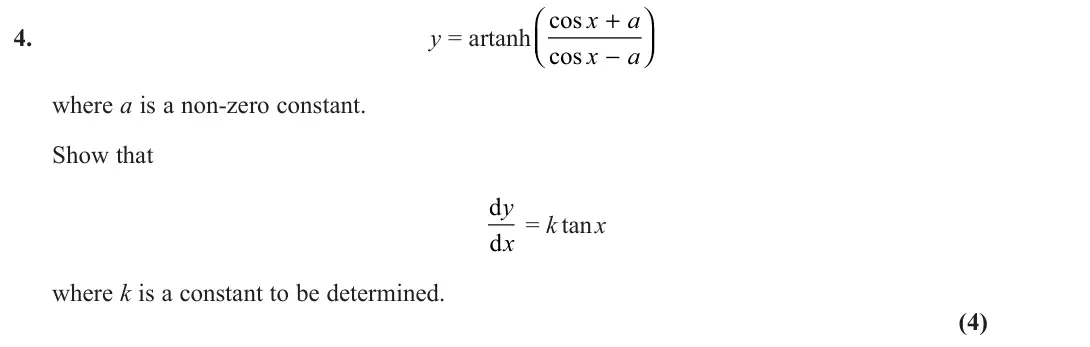 4. y = artanh((cos x + a)/(cos x − a))
where a is a non-zero constant.
Show that
dy/dx = k tan x
where k is a constant to be determined.
(4)